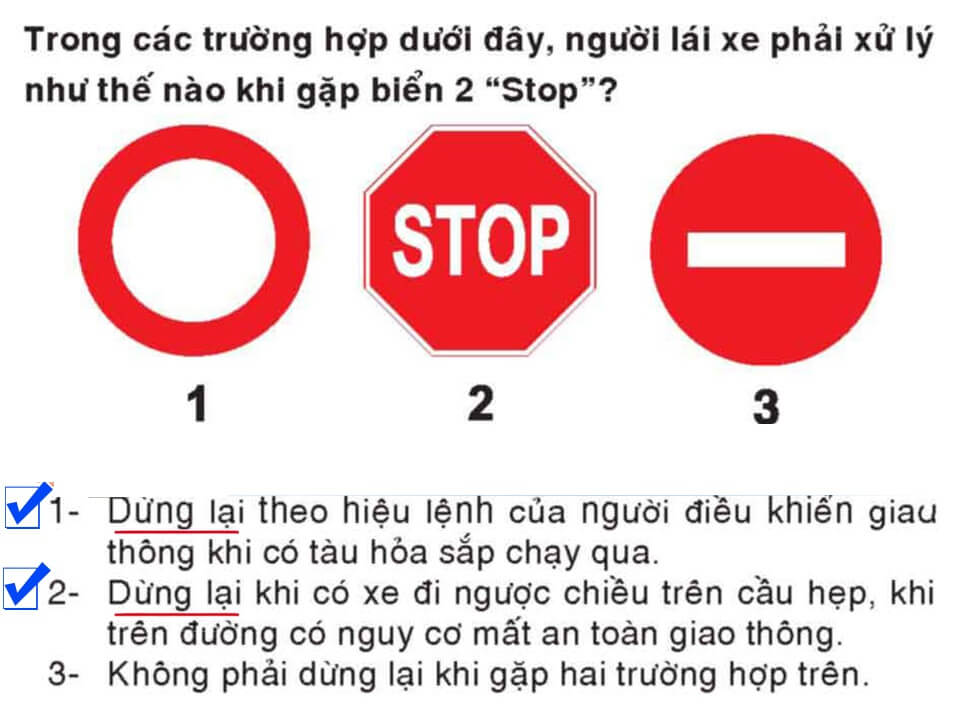 Trong các trường hợp dưới đây, người lái xe phải xử lý
như thế nào khi gặp biển 2 “Stop”?
STOP
1 2 3
1- Dừng lại theo hiệu lệnh của người điều khiển giao
thông khi có tàu hỏa sắp chạy qua.
2- Dừng lại khi có xe đi ngược chiều trên cầu hẹp, khi
trên đường có nguy cơ mất an toàn giao thông.
3- Không phải dừng lại khi gặp hai trường hợp trên.